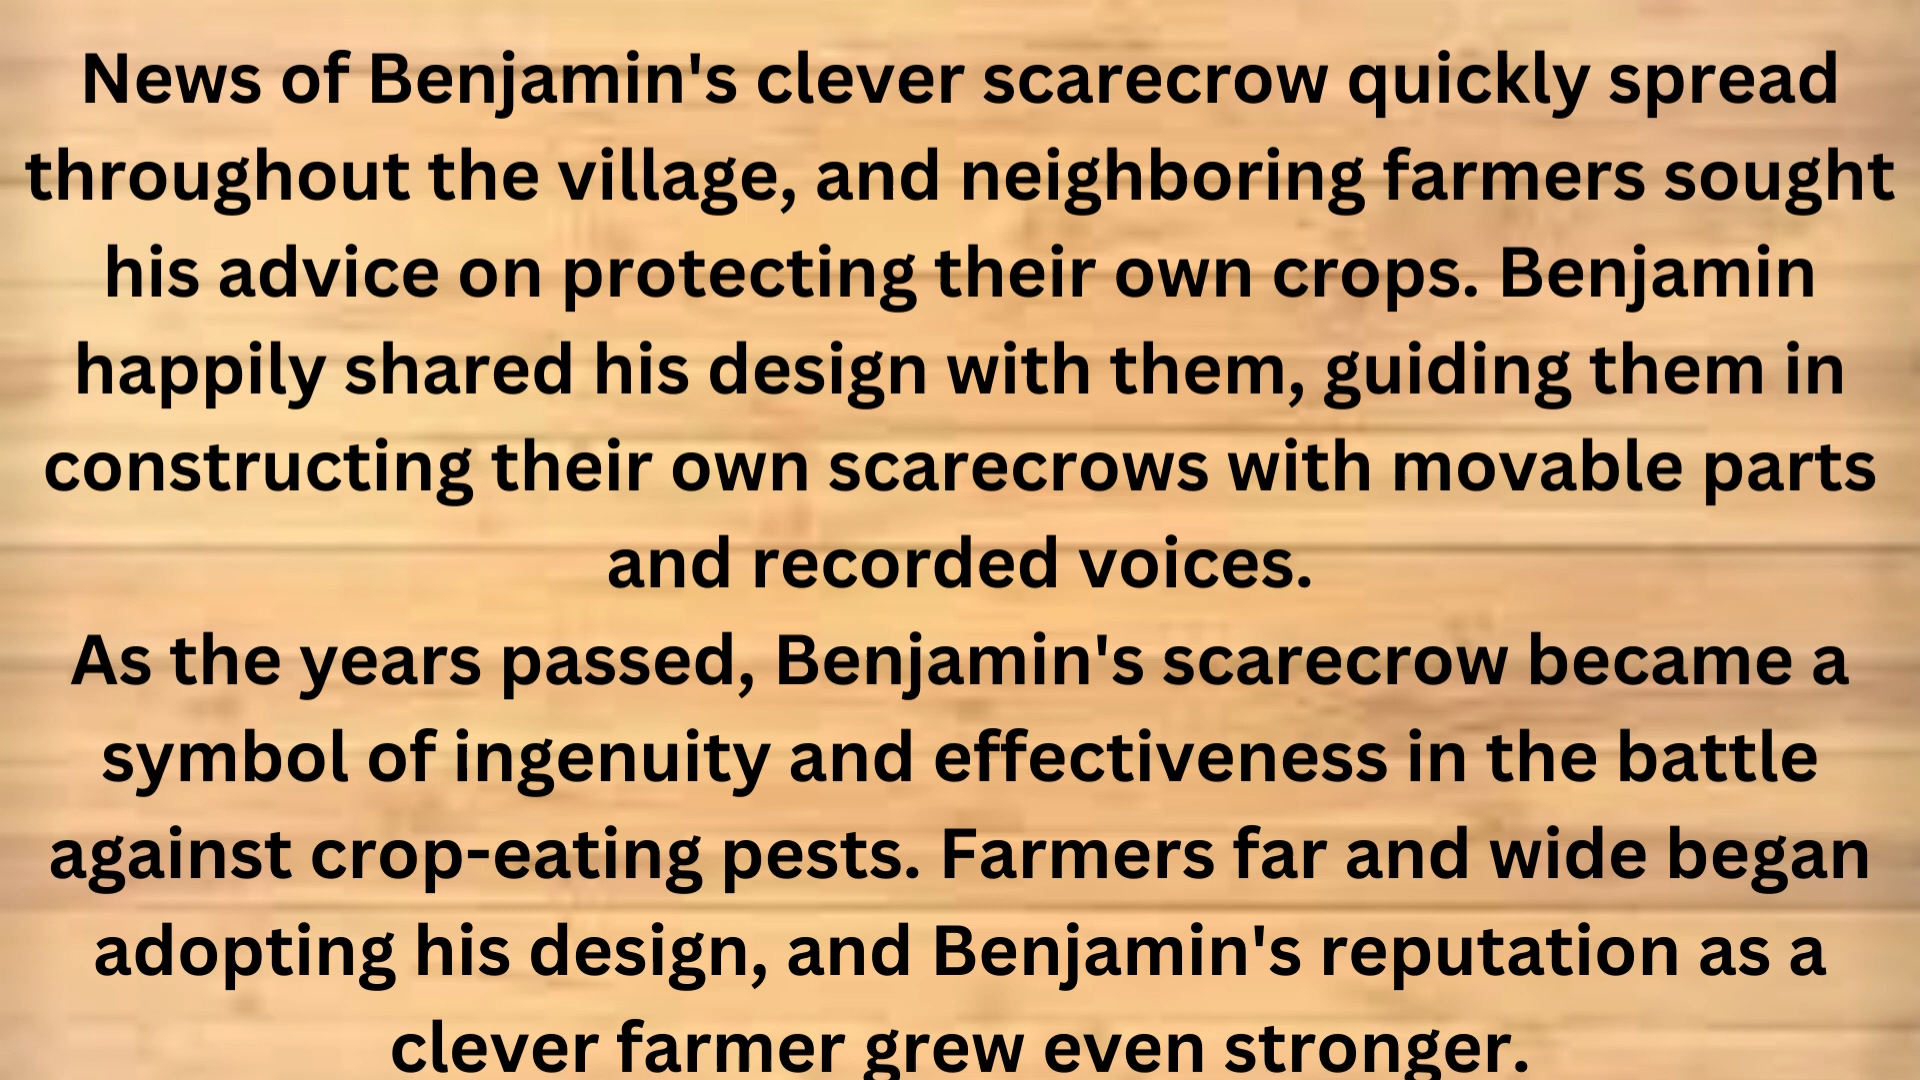 News of Benjamin's clever scarecrow quickly spread
throughout the village, and neighboring farmers sought
his advice on protecting their own crops. Benjamin
happily shared his design with them, guiding them in
constructing their own scarecrows with movable parts
and recorded voices.
As the years passed, Benjamin's scarecrow became a
symbol of ingenuity and effectiveness in the battle
against crop-eating pests. Farmers far and wide began
adopting his design, and Benjamin's reputation as a
clever farmer grew even stronger.